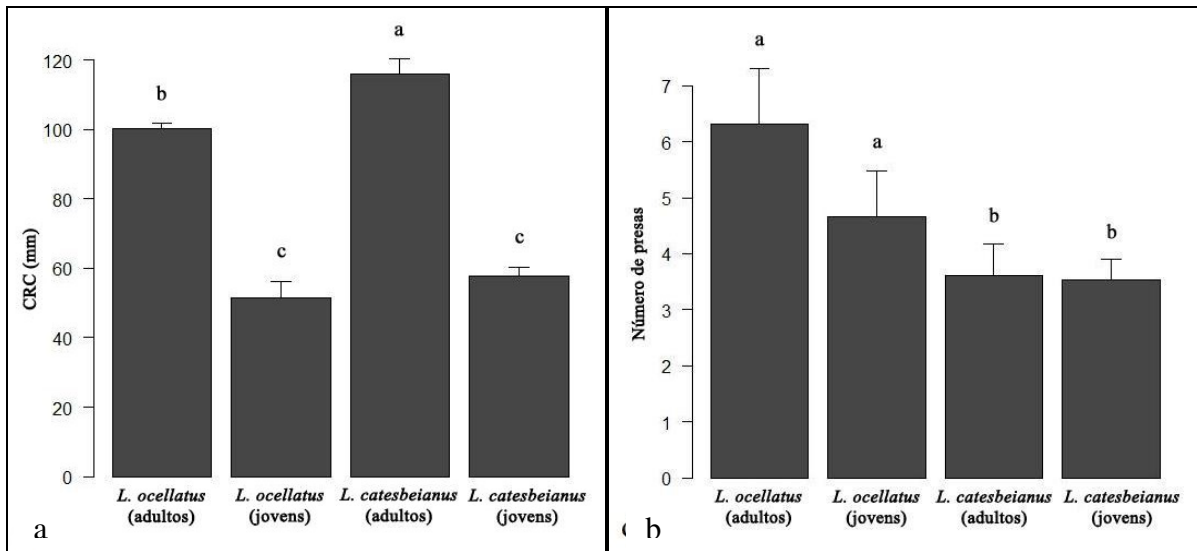 a
b
c
c
120
100
80
60
40
20
0
CRC (mm)
L. ocellatus L. ocellatus L. catesbeianus L. catesbeianus
(adultos) (jovens) (adultos) (jovens)
a
a
a
b
b
7
6
5
4
3
2
1
0
Número de presas
L. ocellatus L. ocellatus L. catesbeianus L. catesbeianus
(adultos) (jovens) (adultos) (jovens)
b